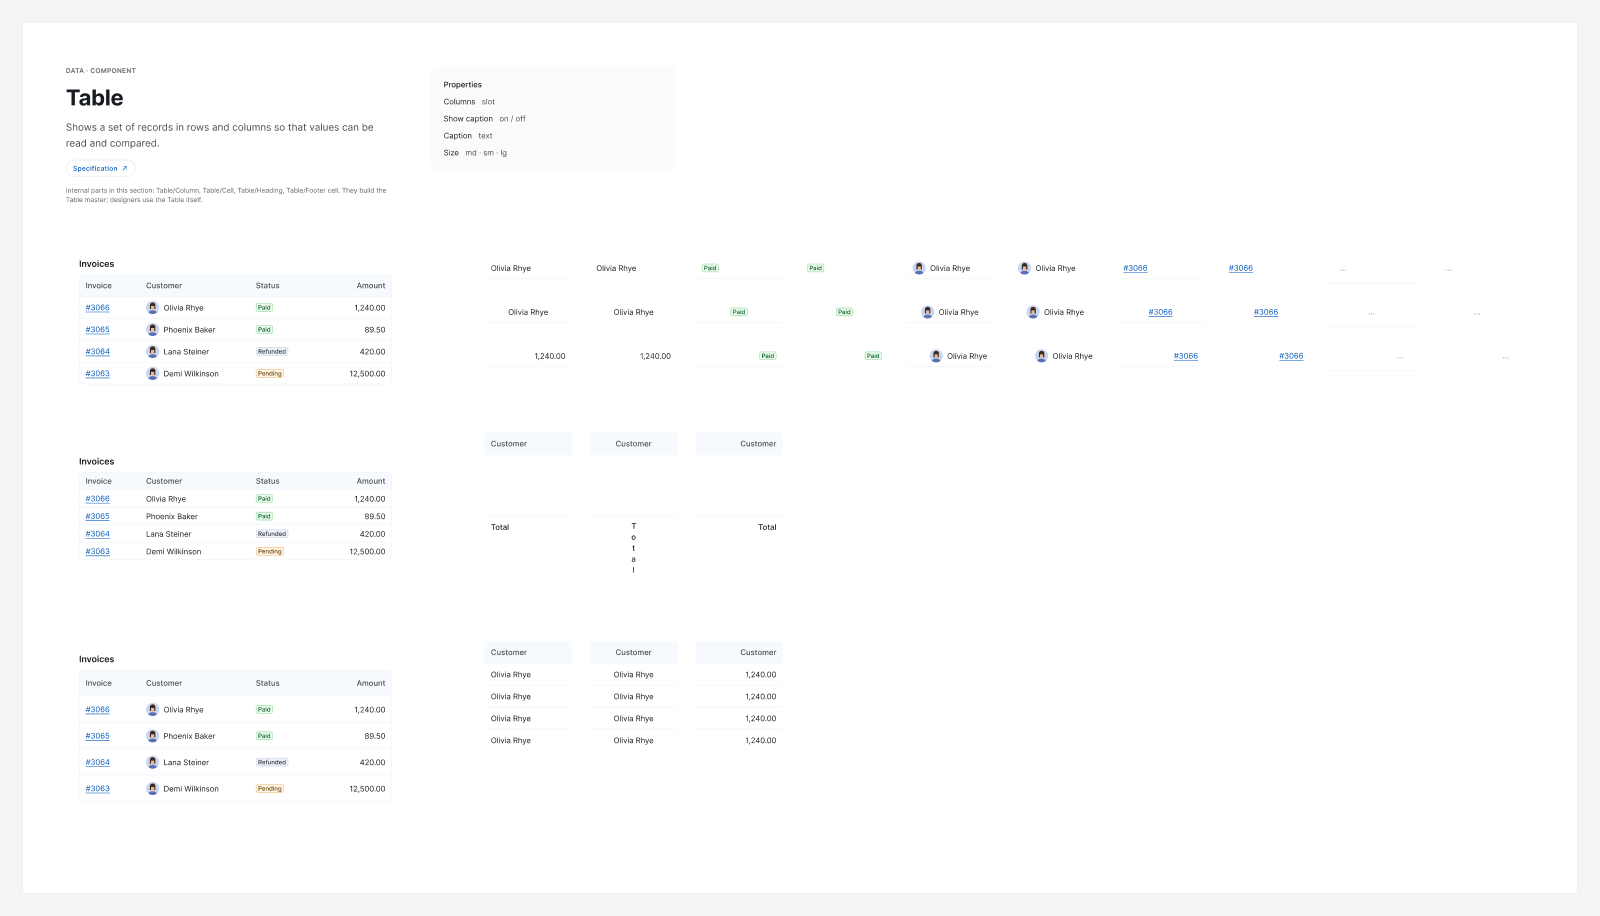 DATA · COMPONENT
Table
Shows a set of records in rows and columns so that values can be
read and compared.
Specification ↗
Internal parts in this section: Table/Column, Table/Cell, Table/Heading, Table/Footer cell. They build the
Table master; designers use the Table itself.
Properties
Columns slot
Show caption on / off
Caption text
Size md · sm · lg
Invoices
Invoice Customer Status Amount
#3066 Olivia Rhye Paid 1,240.00
#3065 Phoenix Baker Paid 89.50
#3064 Lana Steiner Refunded 420.00
#3063 Demi Wilkinson Pending 12,500.00
Invoices
Invoice Customer Status Amount
#3066 Olivia Rhye Paid 1,240.00
#3065 Phoenix Baker Paid 89.50
#3064 Lana Steiner Refunded 420.00
#3063 Demi Wilkinson Pending 12,500.00
Invoices
Invoice Customer Status Amount
#3066 Olivia Rhye Paid 1,240.00
#3065 Phoenix Baker Paid 89.50
#3064 Lana Steiner Refunded 420.00
#3063 Demi Wilkinson Pending 12,500.00
Olivia Rhye Olivia Rhye Paid Paid Olivia Rhye Olivia Rhye #3066 #3066 ... ...
Olivia Rhye Olivia Rhye Paid Paid Olivia Rhye Olivia Rhye #3066 #3066 ... ...
1,240.00 1,240.00 Paid Paid Olivia Rhye Olivia Rhye #3066 #3066 ... ...
Customer Customer Customer
Total Total Total
Customer Customer Customer
Olivia Rhye Olivia Rhye 1,240.00
Olivia Rhye Olivia Rhye 1,240.00
Olivia Rhye Olivia Rhye 1,240.00
Olivia Rhye Olivia Rhye 1,240.00